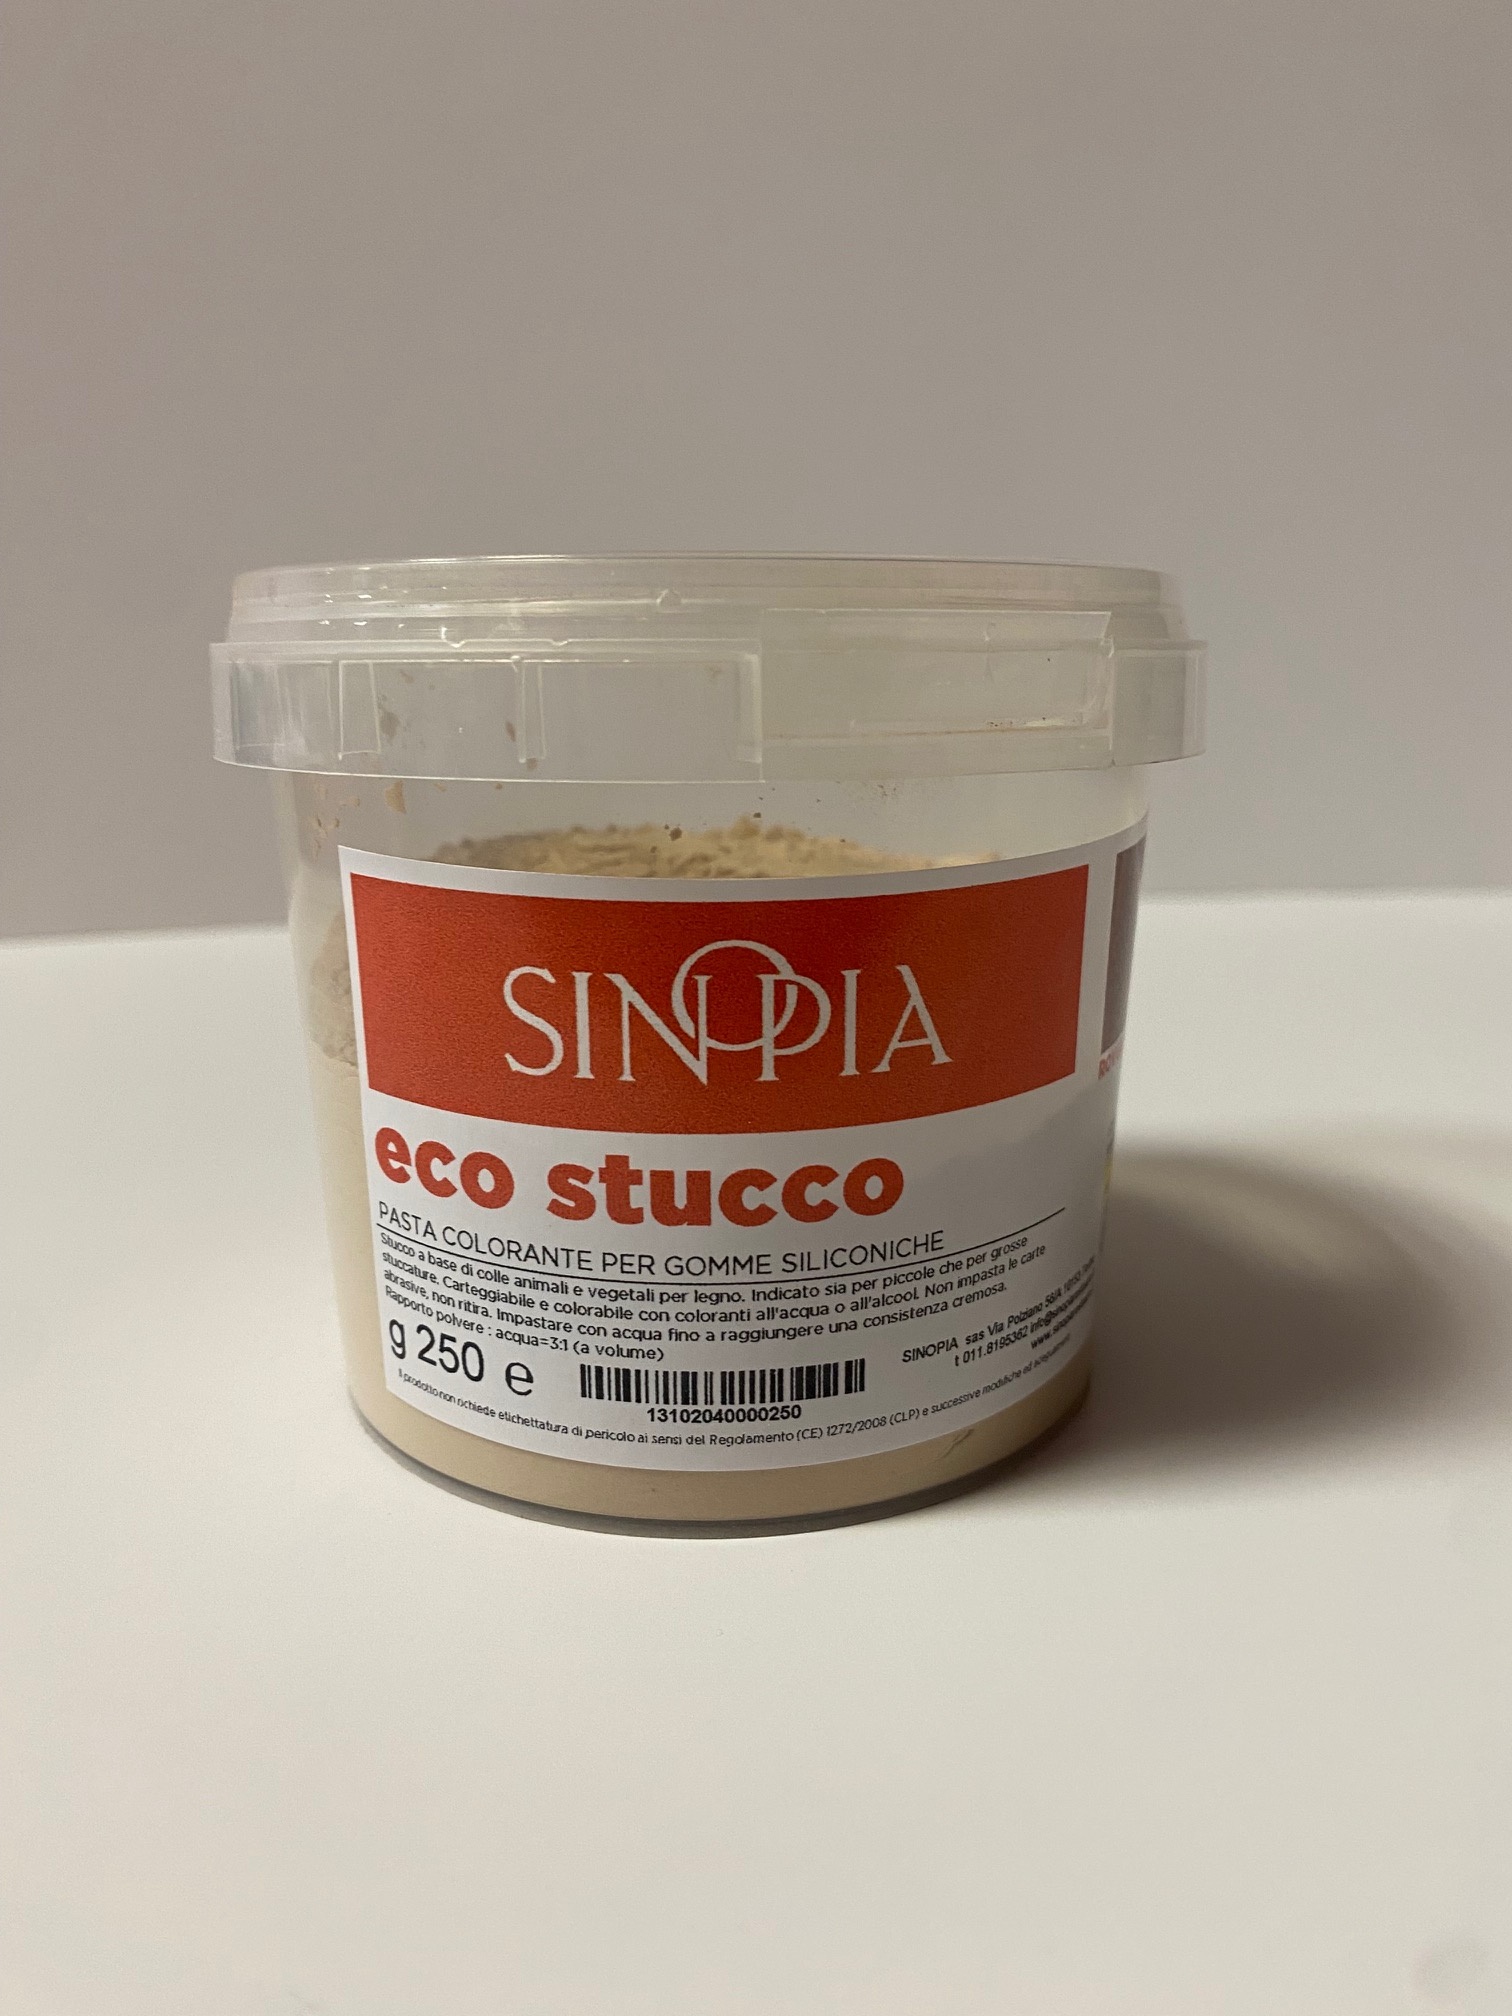 SINOPIA
eco stucco
PASTA COLORANTE PER GOMME SILICONICHE
Stucco a base di colle animali e vegetali per legno. Indicato sia per piccole che per grosse
stuccature. Carteggiabile e colorabile con coloranti all'acqua o all'alcool. Non impasta le carte
abrasive, non ritira. Impastare con acqua fino a raggiungere una consistenza cremosa.
Rapporto polvere : acqua=3:1 (a volume)
g 250 e
13102040000250
SINOPIA sas Via Polziano 56/A 10153
t 011.8195362
Il prodotto non richiede etichettatura di pericolo ai sensi del Regolamento (CE) 1272/2008 (CLP) e successive modifiche ed adeguamenti